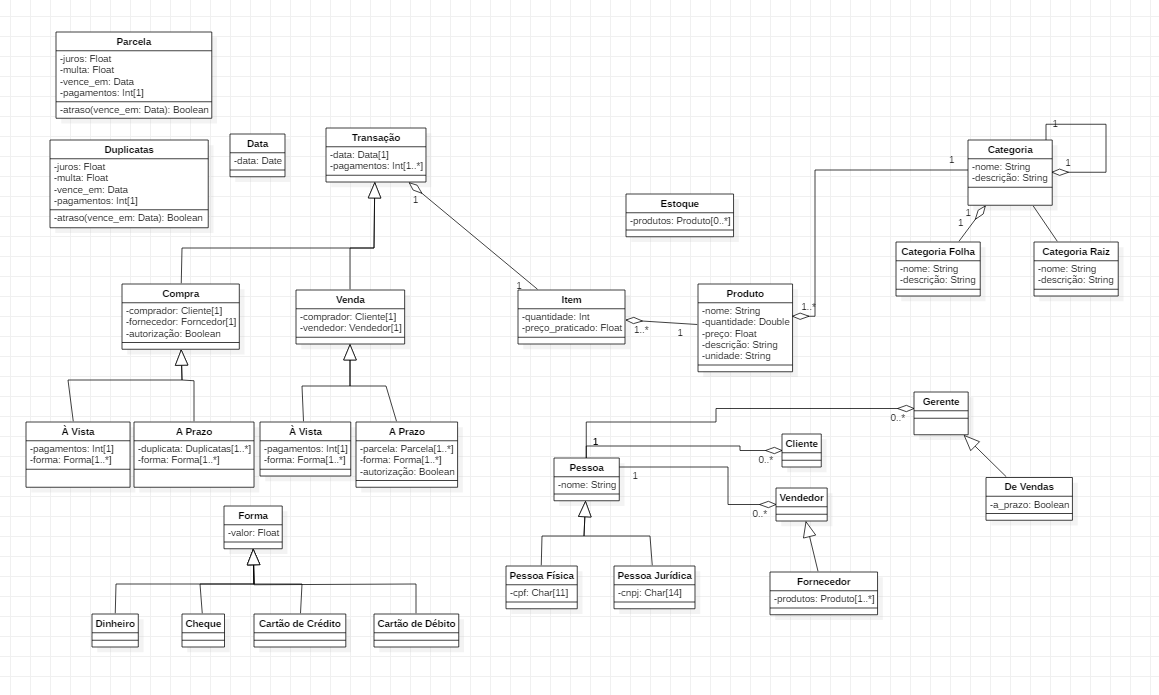 Parcela
-juros: Float
-multa: Float
-vence_em: Data
-pagamentos: Int[1]
-atraso(vence_em: Data): Boolean
Duplicatas
-juros: Float
-multa: Float
-vence_em: Data
-pagamentos: Int[1]
-atraso(vence_em: Data): Boolean
Data
-data: Date
Transação
-data: Data[1]
-pagamentos: Int[1..*]
1
1
Estoque
-produtos: Produto[0..*]
1
1
Categoria
-nome: String
-descrição: String
1
1
1
Categoria Folha
-nome: String
-descrição: String
Categoria Raiz
-nome: String
-descrição: String
Compra
-comprador: Cliente[1]
-fornecedor: Forncedor[1]
-autorização: Boolean
Venda
-comprador: Cliente[1]
-vendedor: Vendedor[1]
Item
-quantidade: Int
-preço_praticado: Float
1..*
1
Produto
-nome: String
-quantidade: Double
-preço: Float
-descrição: String
-unidade: String
1..*
À Vista
-pagamentos: Int[1]
-forma: Forma[1..*]
A Prazo
-duplicata: Duplicatas[1..*]
-forma: Forma[1..*]
À Vista
-pagamentos: Int[1]
-forma: Forma[1..*]
A Prazo
-parcela: Parcela[1..*]
-forma: Forma[1..*]
-autorização: Boolean
Gerente
0..*
1
Cliente
0..*
Pessoa
-nome: String
1
Vendedor
0..*
De Vendas
-a_prazo: Boolean
Forma
-valor: Float
Pessoa Física
-cpf: Char[11]
Pessoa Jurídica
-cnpj: Char[14]
Fornecedor
-produtos: Produto[1..*]
Dinheiro
Cheque
Cartão de Crédito
Cartão de Débito